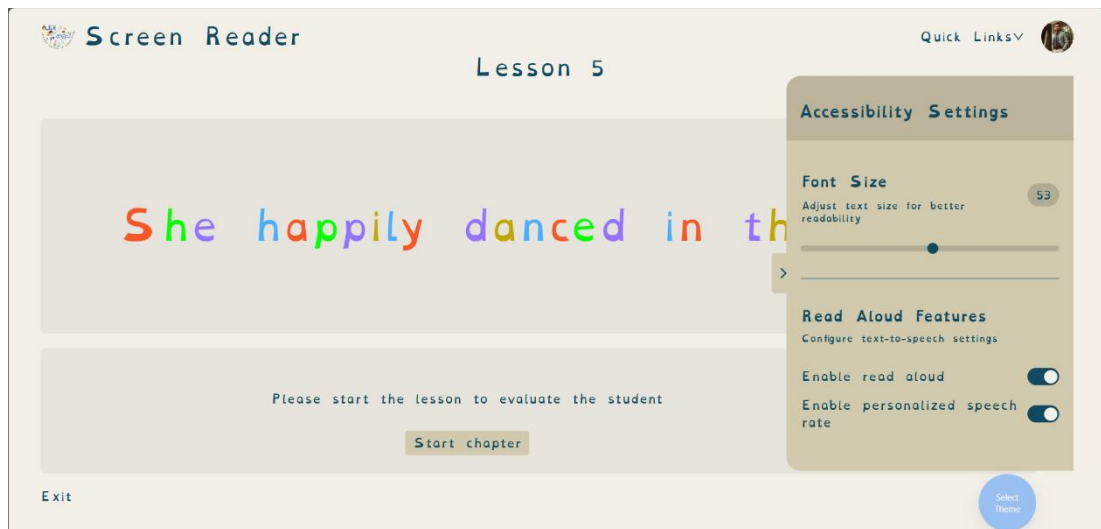 Screen Reader
Quick Links
Lesson 5
She happily danced in th
Please start the lesson to evaluate the student
Start chapter
Exit
Accessibility Settings
Font Size
53
Adjust text size for better
readability
Read Aloud Features
Configure text-to-speech settings
Enable read aloud
Enable personalized speech
rate
Select
Theme